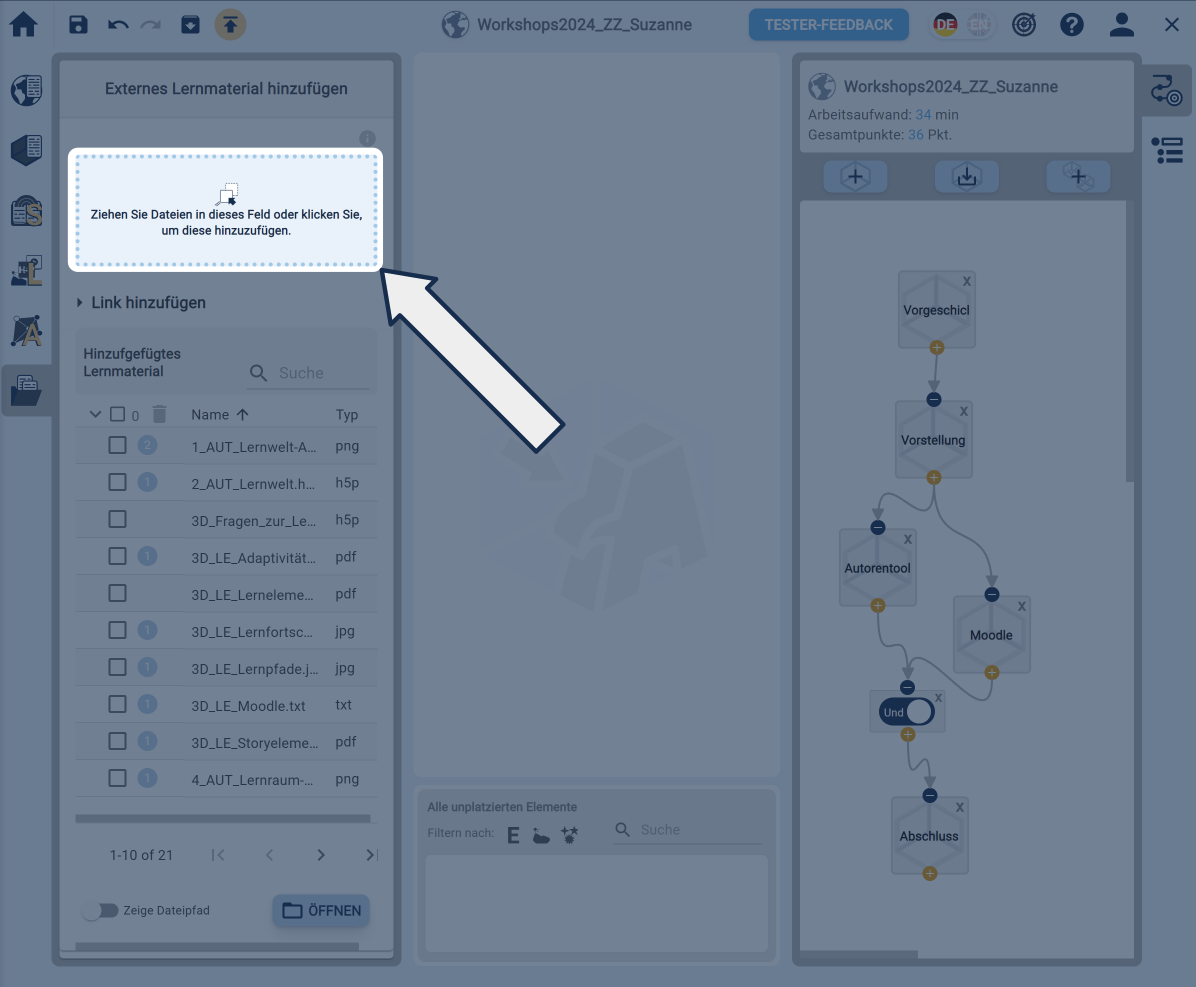 Workshops2024_ZZ_Suzanne
TESTER-FEEDBACK
DE
EN
Externes Lernmaterial hinzufügen
Ziehen Sie Dateien in dieses Feld oder klicken Sie,
um diese hinzuzufügen.
Link hinzufügen
Hinzufgefügtes
Lernmaterial
Suche
0 Name Typ
2 1_AUT_Lernwelt-A... png
1 2_AUT_Lernwelt.h... h5p
3D_Fragen_zur_Le... h5p
1 3D_LE_Adaptivität... pdf
3D_LE_Lerneleme... pdf
1 3D_LE_Lernfortsc... jpg
1 3D_LE_Lernpfade.j... jpg
1 3D_LE_Moodle.txt txt
1 3D_LE_Storyeleme... pdf
1 4_AUT_Lernraum-... png
1-10 of 21
Zeige Dateipfad
ÖFFNEN
S
L
A
Alle unplatzierten Elemente
Filtern nach: E
Suche
Workshops2024_ZZ_Suzanne
Arbeitsaufwand: 34 min
Gesamtpunkte: 36 Pkt.
X
Vorgeschicl
X
Vorstellung
X
Autorentool
X
Moodle
X
Und
X
Abschluss